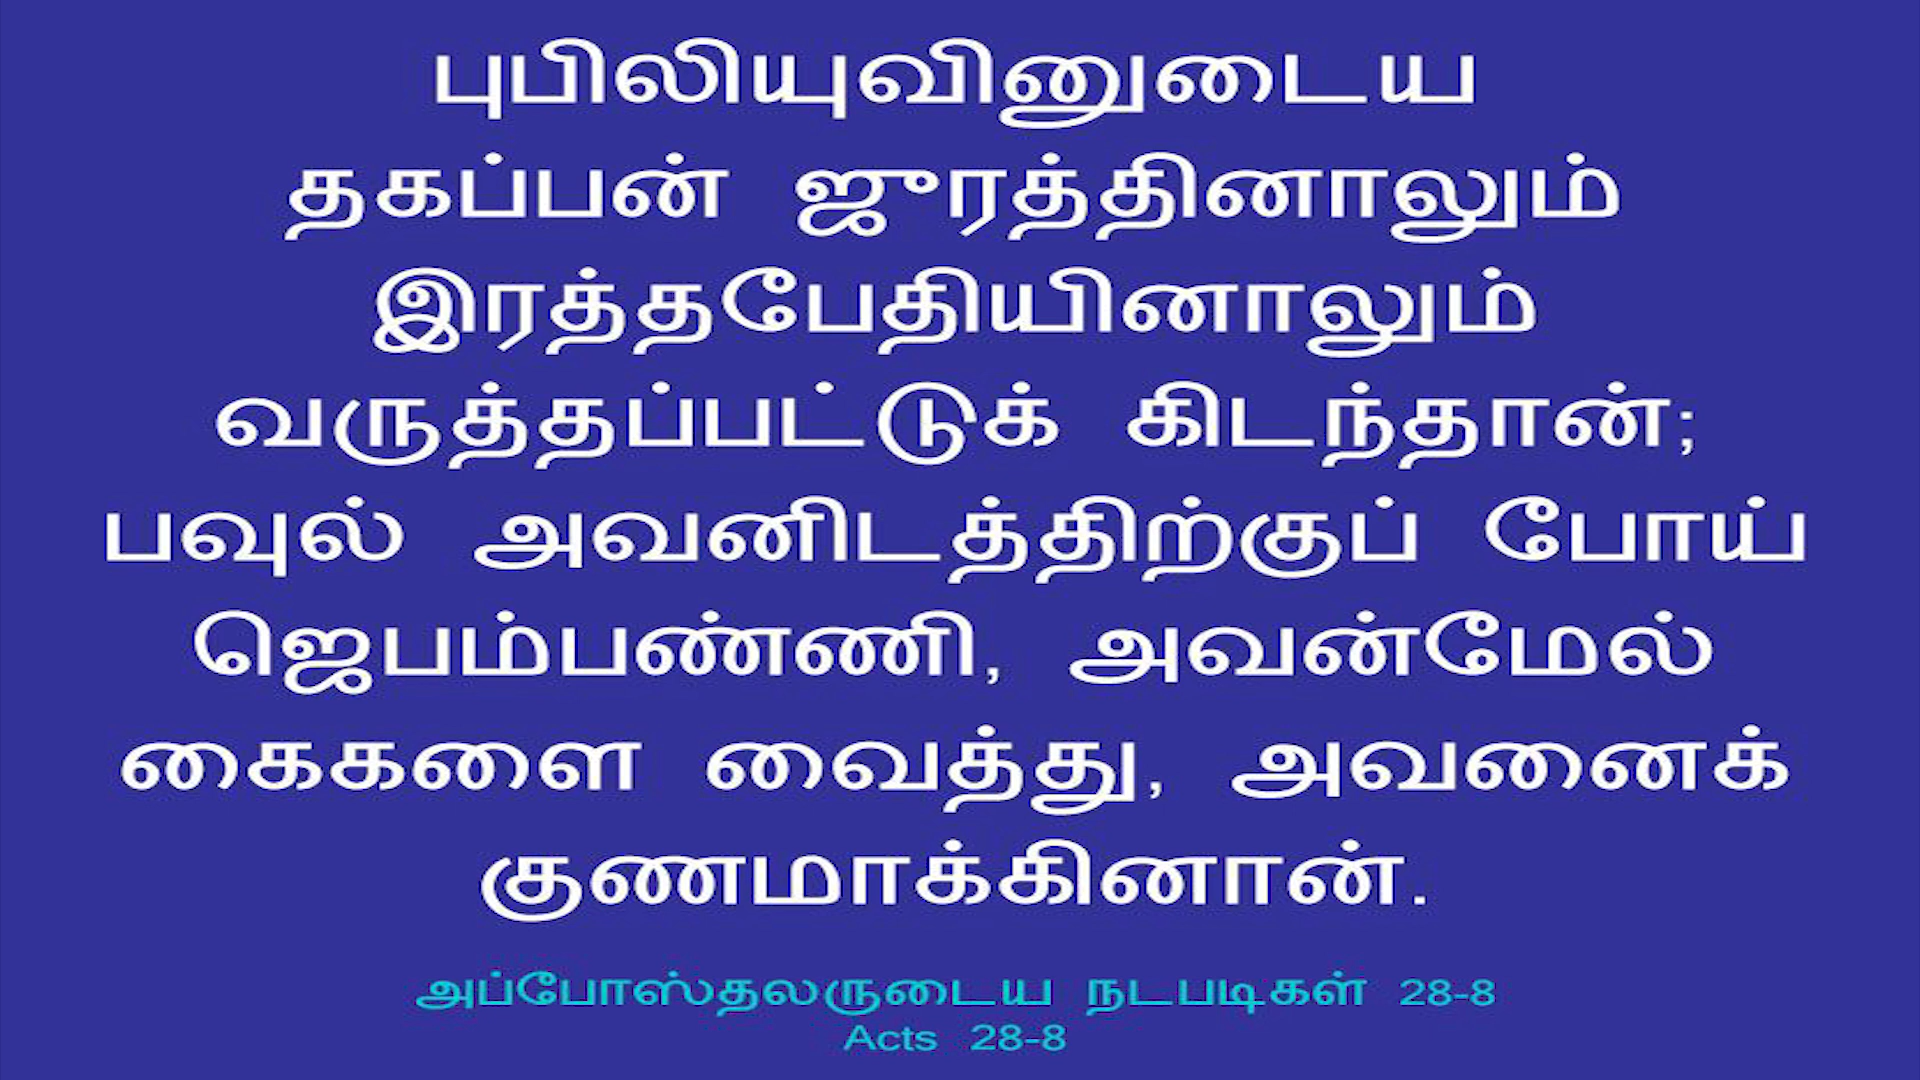 புபிலியுவினுடைய
தகப்பன் ஜுரத்தினாலும்
இரத்தபேதியினாலும்
வருத்தப்பட்டுக் கிடந்தான்;
பவுல் அவனிடத்திற்குப் போய்
ஜெபம்பண்ணி, அவன்மேல்
கைகளை வைத்து, அவனைக்
குணமாக்கினான்.
அப்போஸ்தலருடைய நடபடிகள் 28-8
Acts 28-8